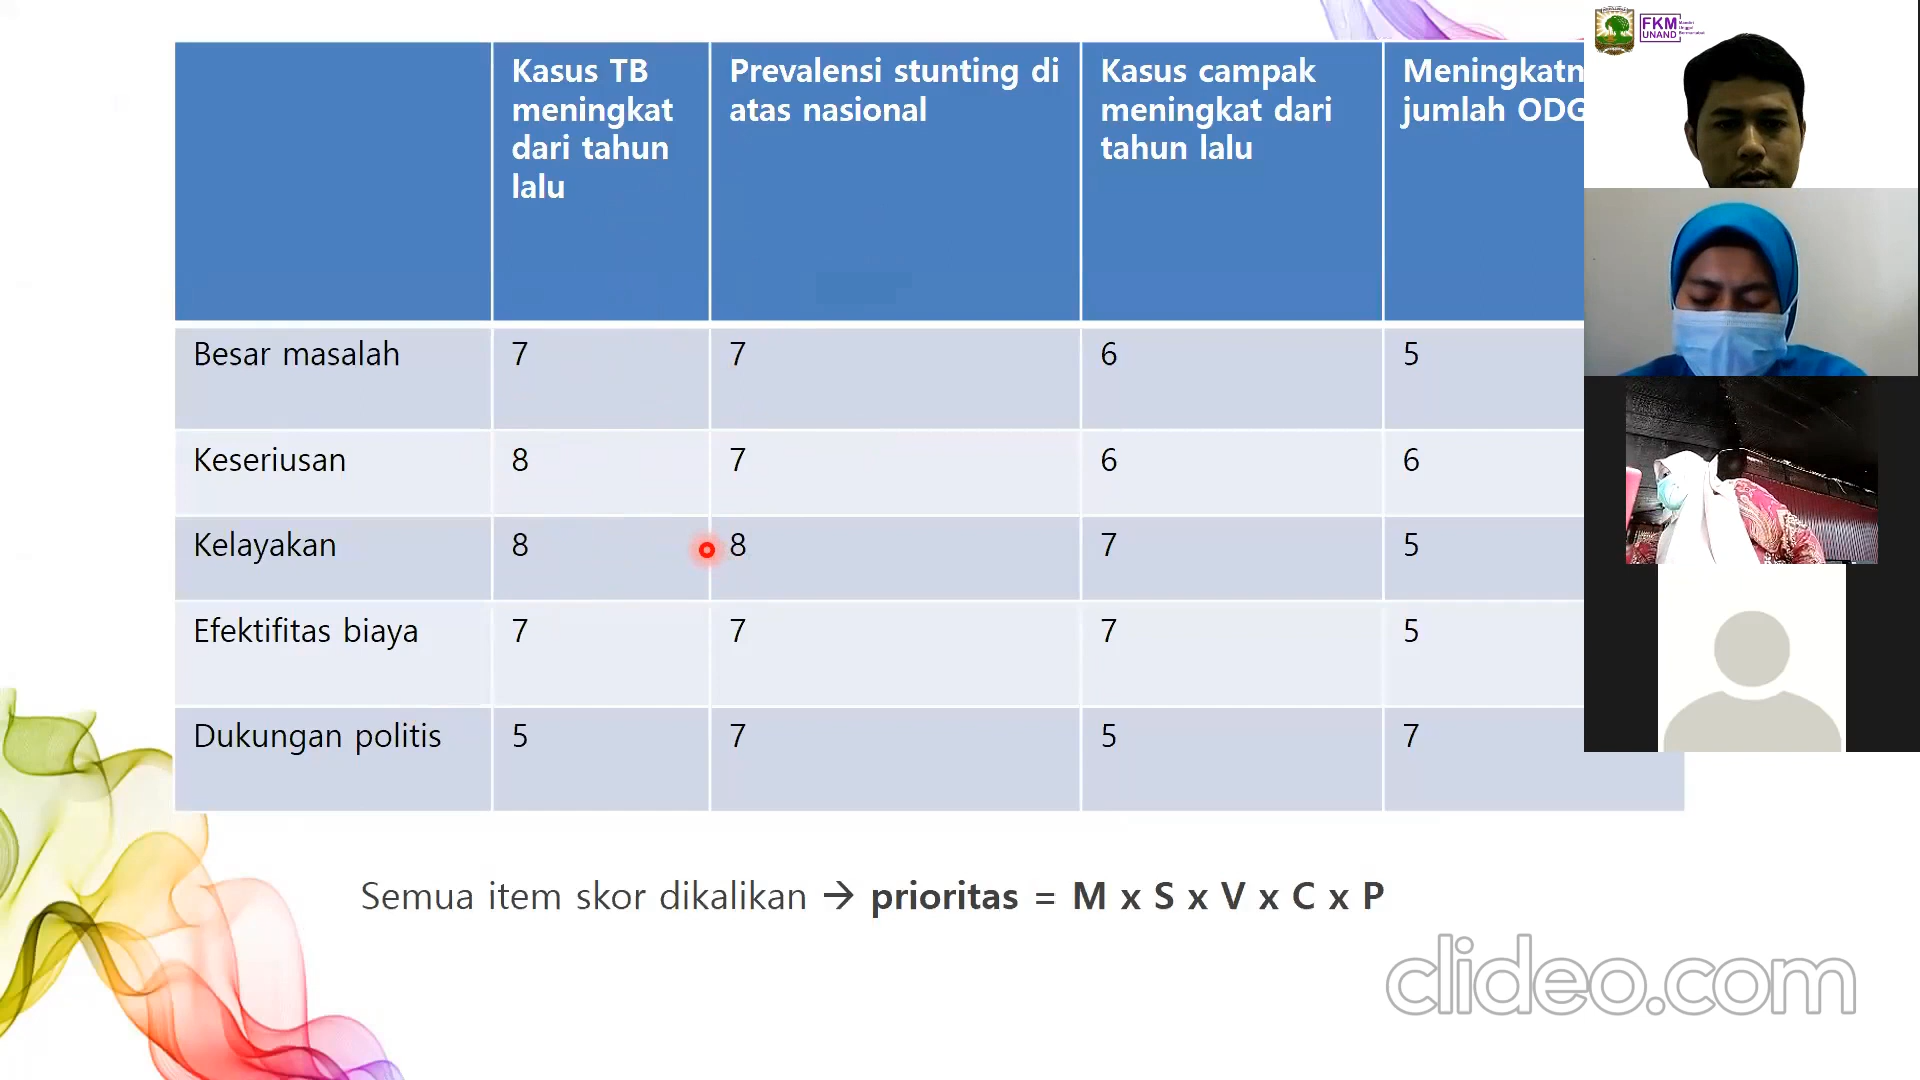 Kasus TB
meningkat
dari tahun
lalu
Prevalensi stunting di
atas nasional
Kasus campak
meningkat dari
tahun lalu
jumlah
Besar masalah 7 7 6 5
Keseriusan 8 7 6 6
Kelayakan 8 8 7 5
Efektifitas biaya 7 7 7 5
Dukungan politis 5 7 5 7
Semua item skor dikalikan → prioritas = M x S x V x C x P
FKM
UNAND
clideo.com